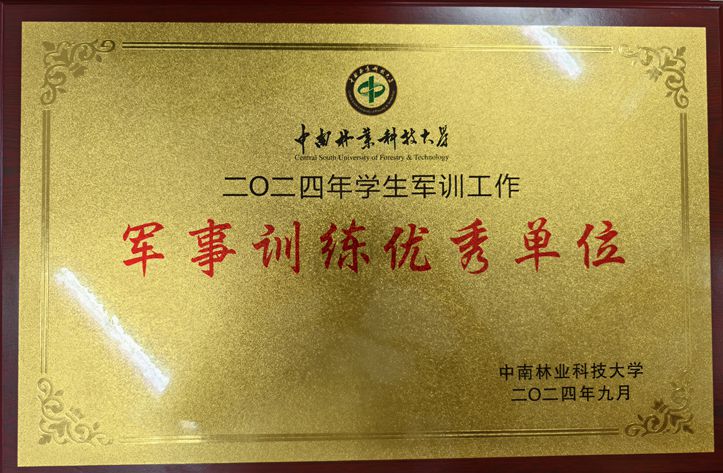 中南林业科技大学
Central South University of Forestry & Technology
二〇二四年学生军训工作
军事训练优秀单位
中南林业科技大学
二〇二四年九月